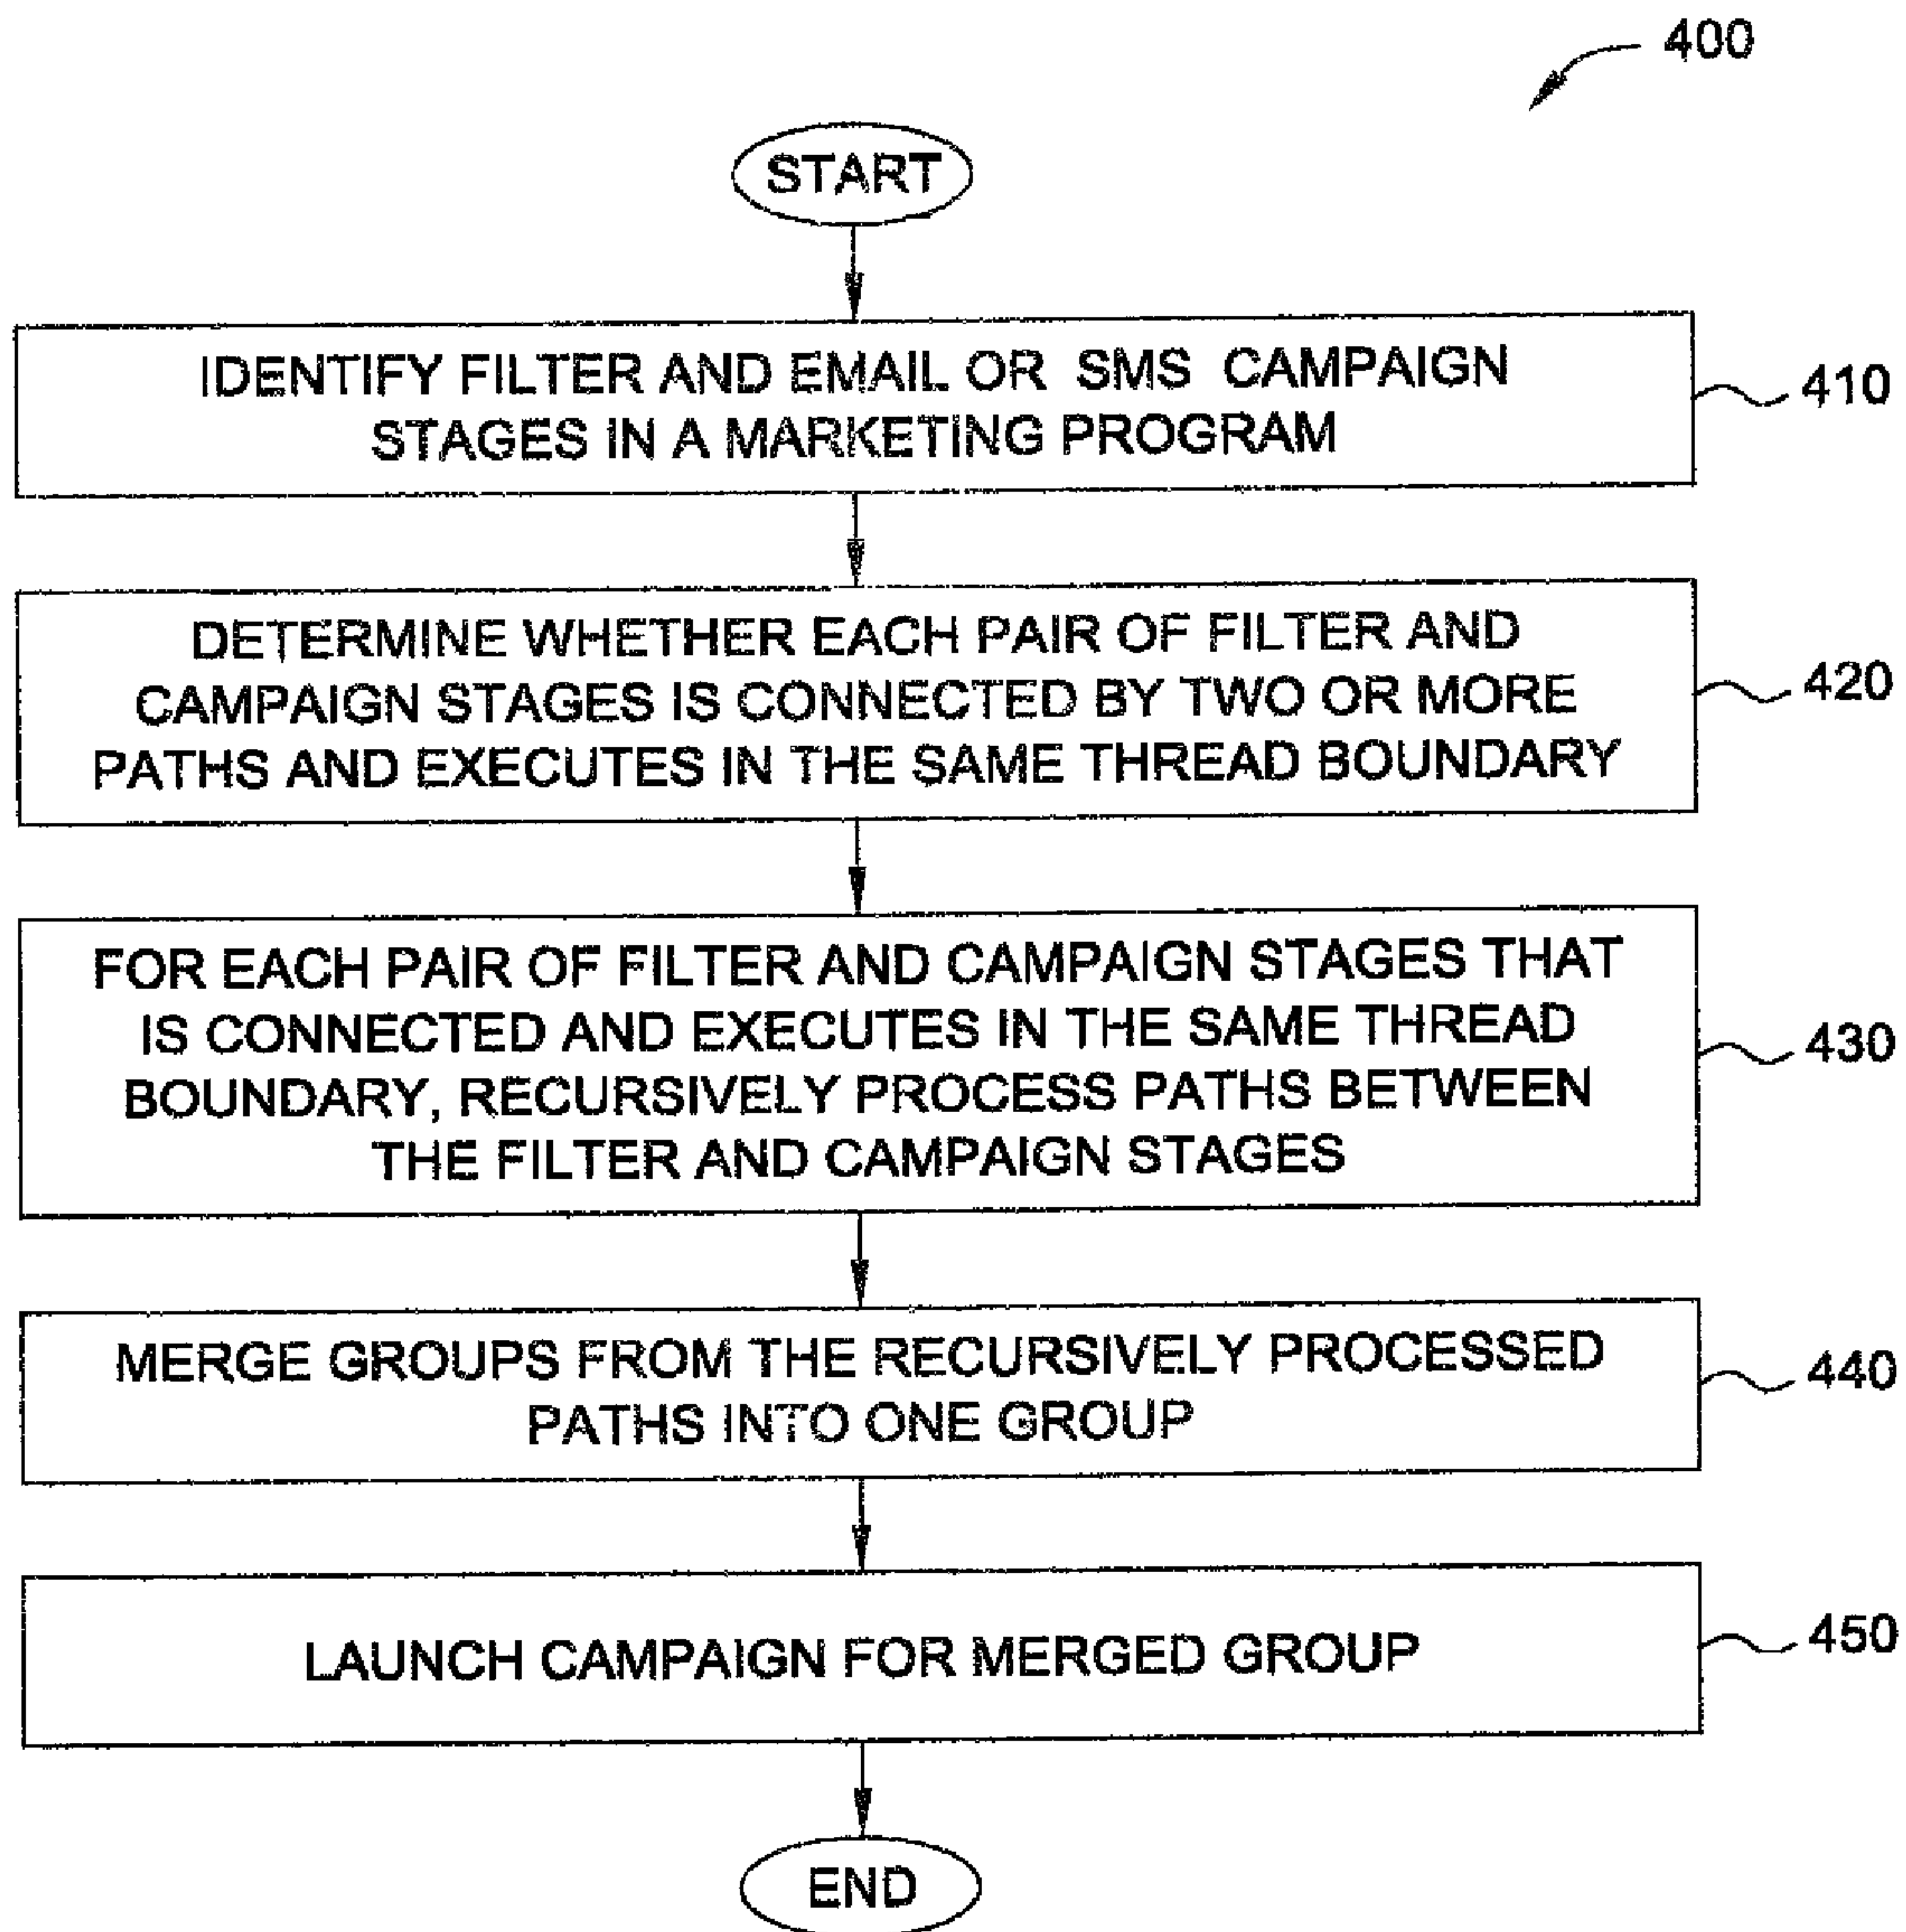 400
START
IDENTIFY FILTER AND EMAIL OR SMS CAMPAIGN
STAGES IN A MARKETING PROGRAM
410
DETERMINE WHETHER EACH PAIR OF FILTER AND
CAMPAIGN STAGES IS CONNECTED BY TWO OR MORE
PATHS AND EXECUTES IN THE SAME THREAD BOUNDARY
420
FOR EACH PAIR OF FILTER AND CAMPAIGN STAGES THAT
IS CONNECTED AND EXECUTES IN THE SAME THREAD
BOUNDARY, RECURSIVELY PROCESS PATHS BETWEEN
THE FILTER AND CAMPAIGN STAGES
430
MERGE GROUPS FROM THE RECURSIVELY PROCESSED
PATHS INTO ONE GROUP
440
LAUNCH CAMPAIGN FOR MERGED GROUP
450
END